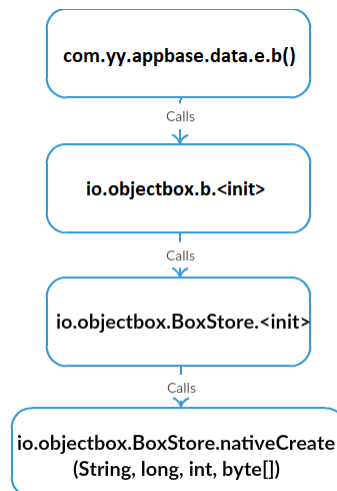 com.yy.appbase.data.e.b()
Calls
io.objectbox.b.<init>
Calls
io.objectbox.BoxStore.<init>
Calls
io.objectbox.BoxStore.nativeCreate
(String, long, int, byte[])